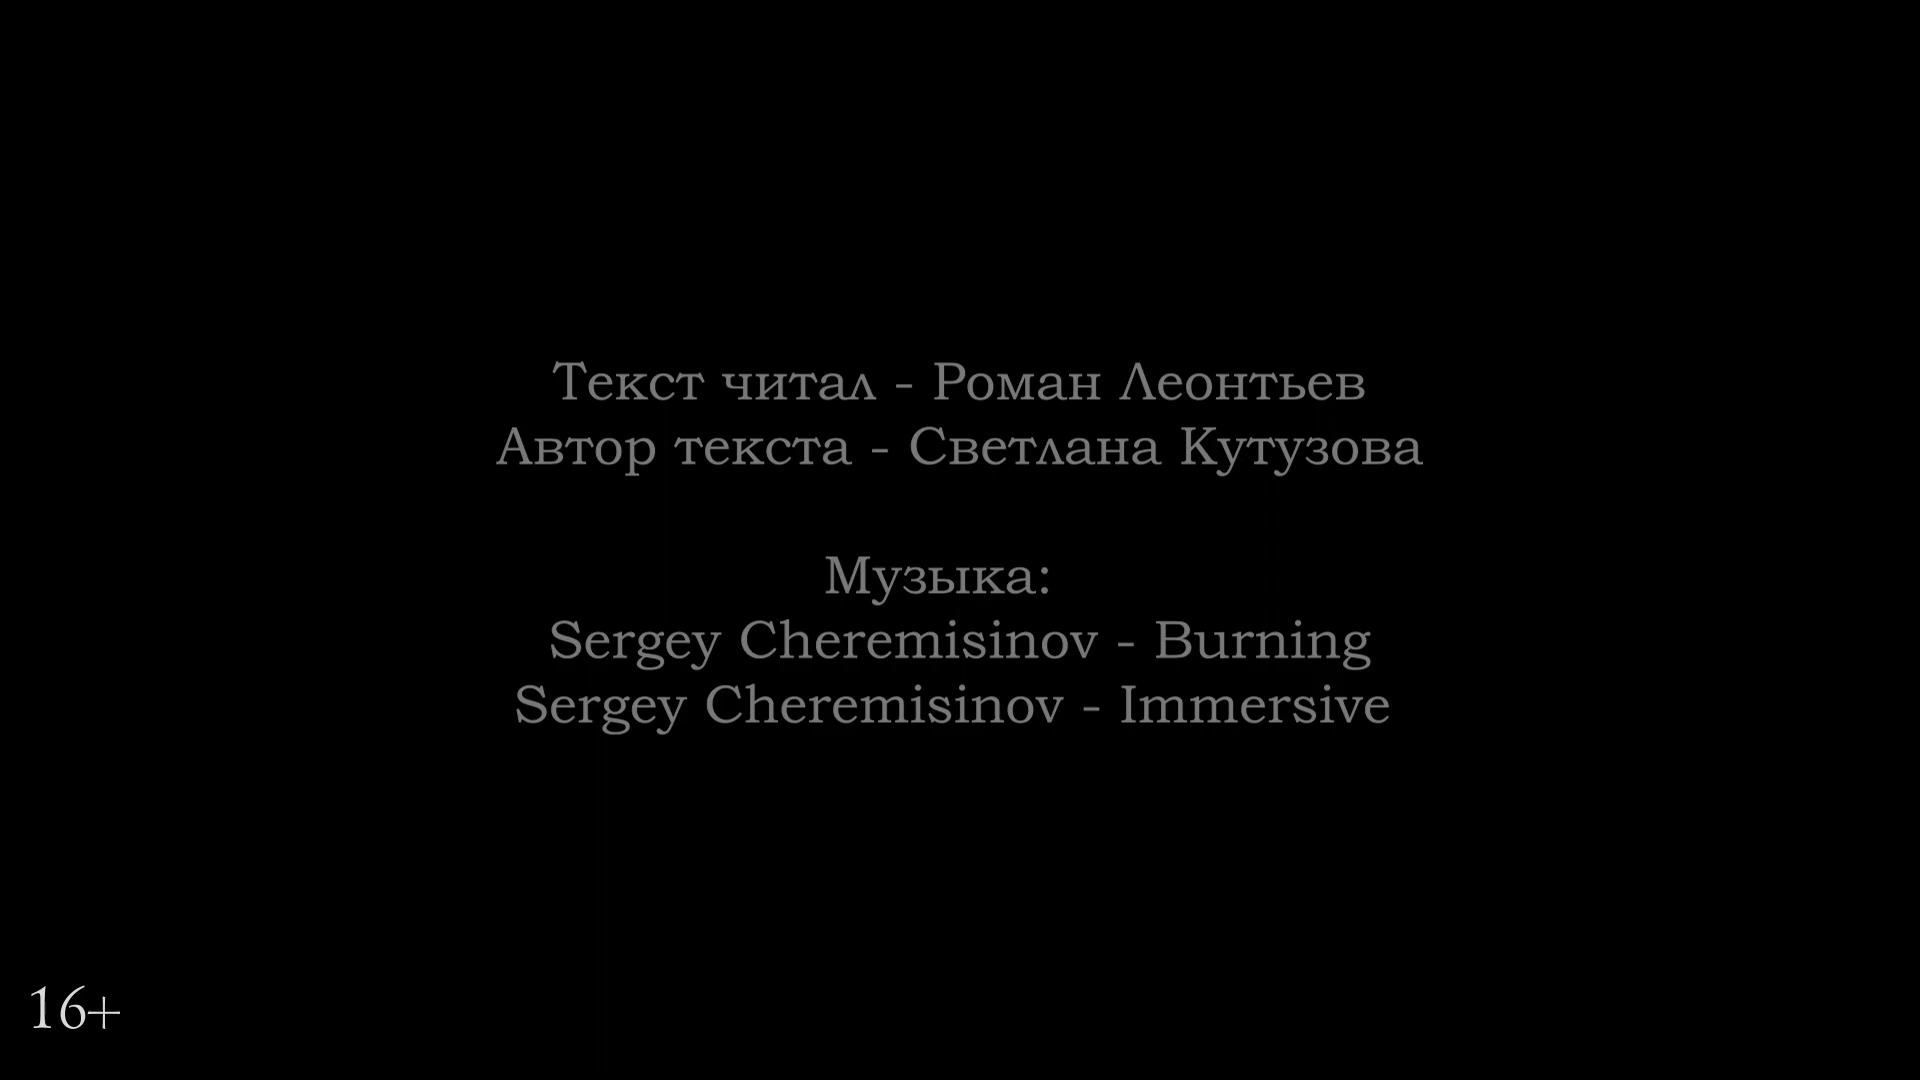 Текст читал - Роман Леонтьев
Автор текста - Светлана Кутузова
Музыка:
Sergey Cheremisinov - Burning
Sergey Cheremisinov - Immersive
16+